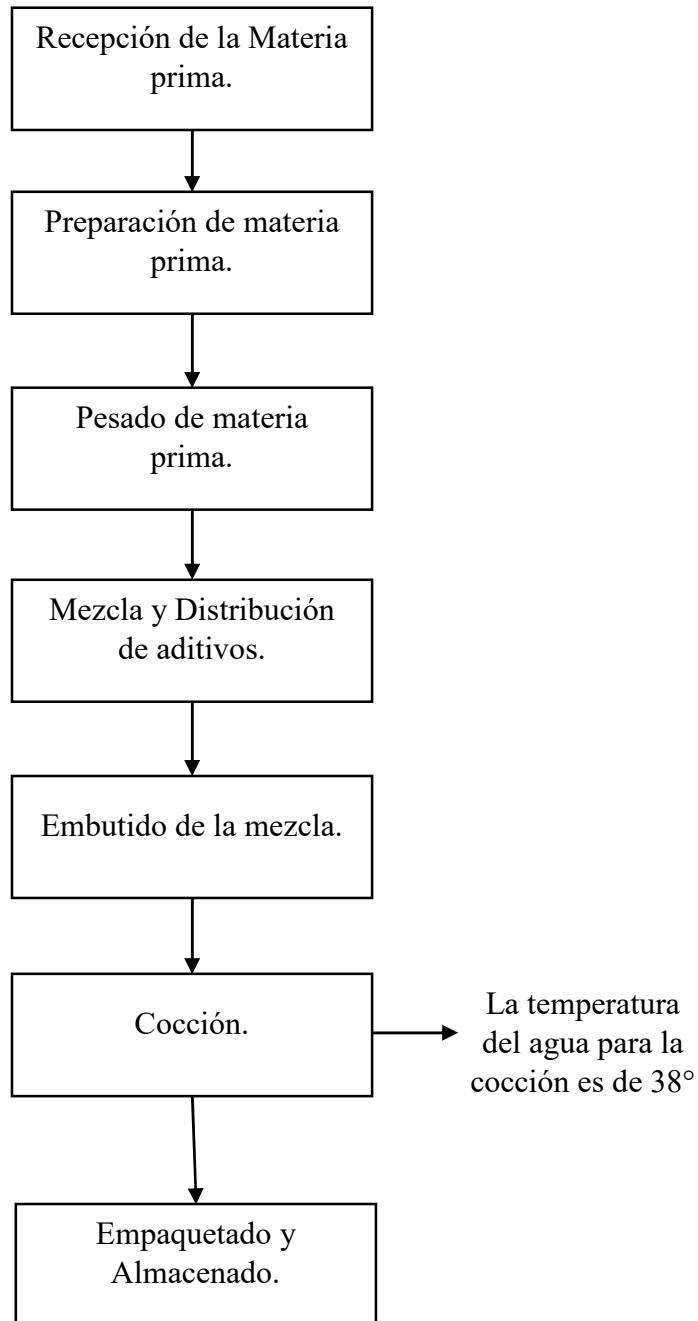 Recepción de la Materia
prima.
Preparación de materia
prima.
Pesado de materia
prima.
Mezcla y Distribución
de aditivos.
Embutido de la mezcla.
Cocción.
La temperatura
del agua para la
cocción es de 38°
Empaquetado y
Almacenado.